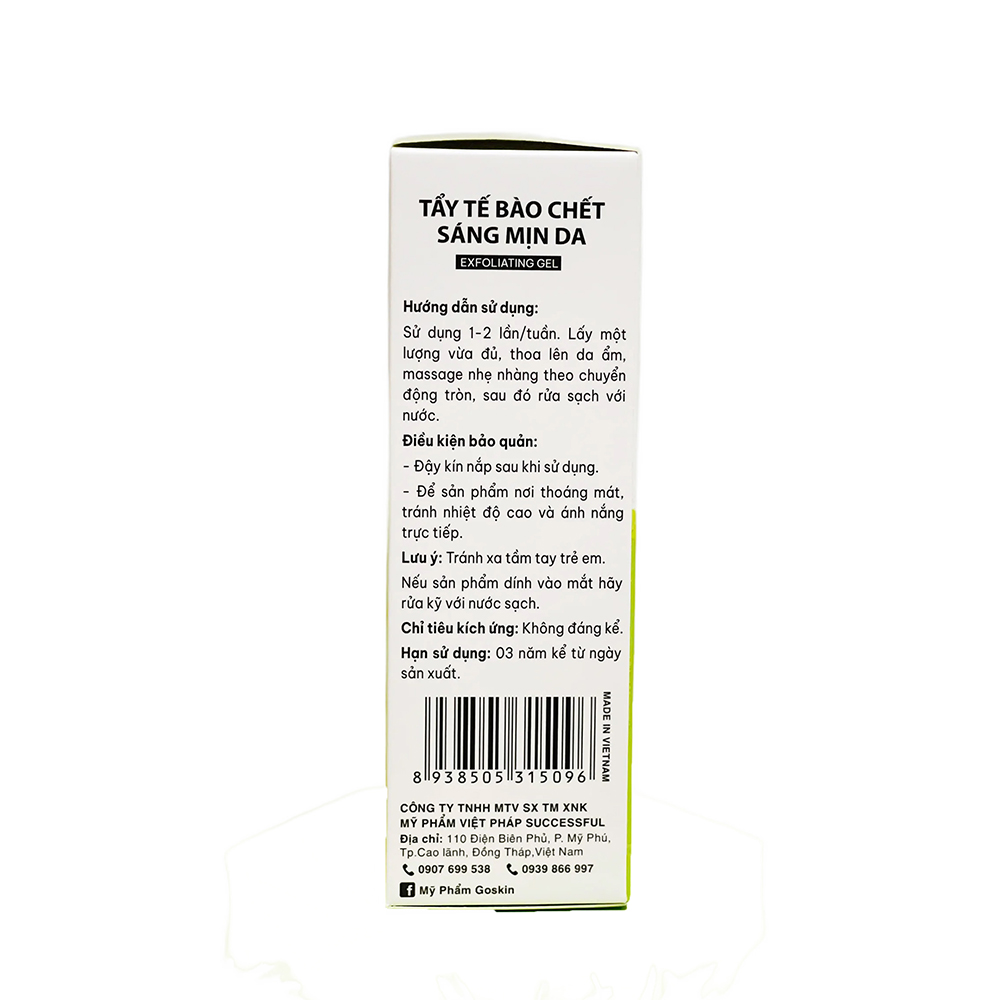 TẨY TẾ BÀO CHẾT
SÁNG MỊN DA
EXFOLIATING GEL
Hướng dẫn sử dụng:
Sử dụng 1-2 lần/tuần. Lấy một
lượng vừa đủ, thoa lên da ẩm,
massage nhẹ nhàng theo chuyển
động tròn, sau đó rửa sạch với
nước.
Điều kiện bảo quản:
- Đậy kín nắp sau khi sử dụng.
- Để sản phẩm nơi thoáng mát,
tránh nhiệt độ cao và ánh nắng
trực tiếp.
Lưu ý: Tránh xa tầm tay trẻ em.
Nếu sản phẩm dính vào mắt hãy
rửa kỹ với nước sạch.
Chỉ tiêu kích ứng: Không đáng kể.
Hạn sử dụng: 03 năm kể từ ngày
sản xuất.
MADE IN VIETNAM
8 938505 315096
CÔNG TY TNHH MTV SX TM XNK
MỸ PHẨM VIỆT PHÁP SUCCESSFUL
Địa chỉ: 110 Điện Biên Phủ, P. Mỹ Phú,
Tp.Cao lãnh, Đồng Tháp,Việt Nam
0907 699 538 0939 866 997
Mỹ Phẩm Goskin